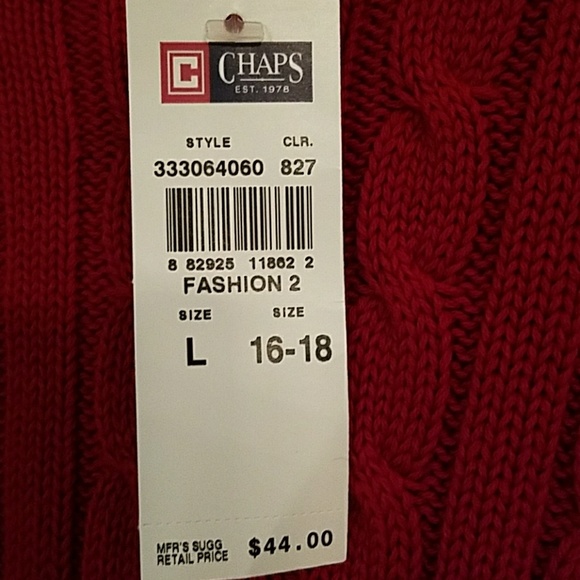 C CHAPS
EST. 1978
STYLE CLR.
333064060 827
8 82925 11862 2
FASHION 2
SIZE SIZE
L 16-18
MFR'S SUGG
RETAIL PRICE $44.00